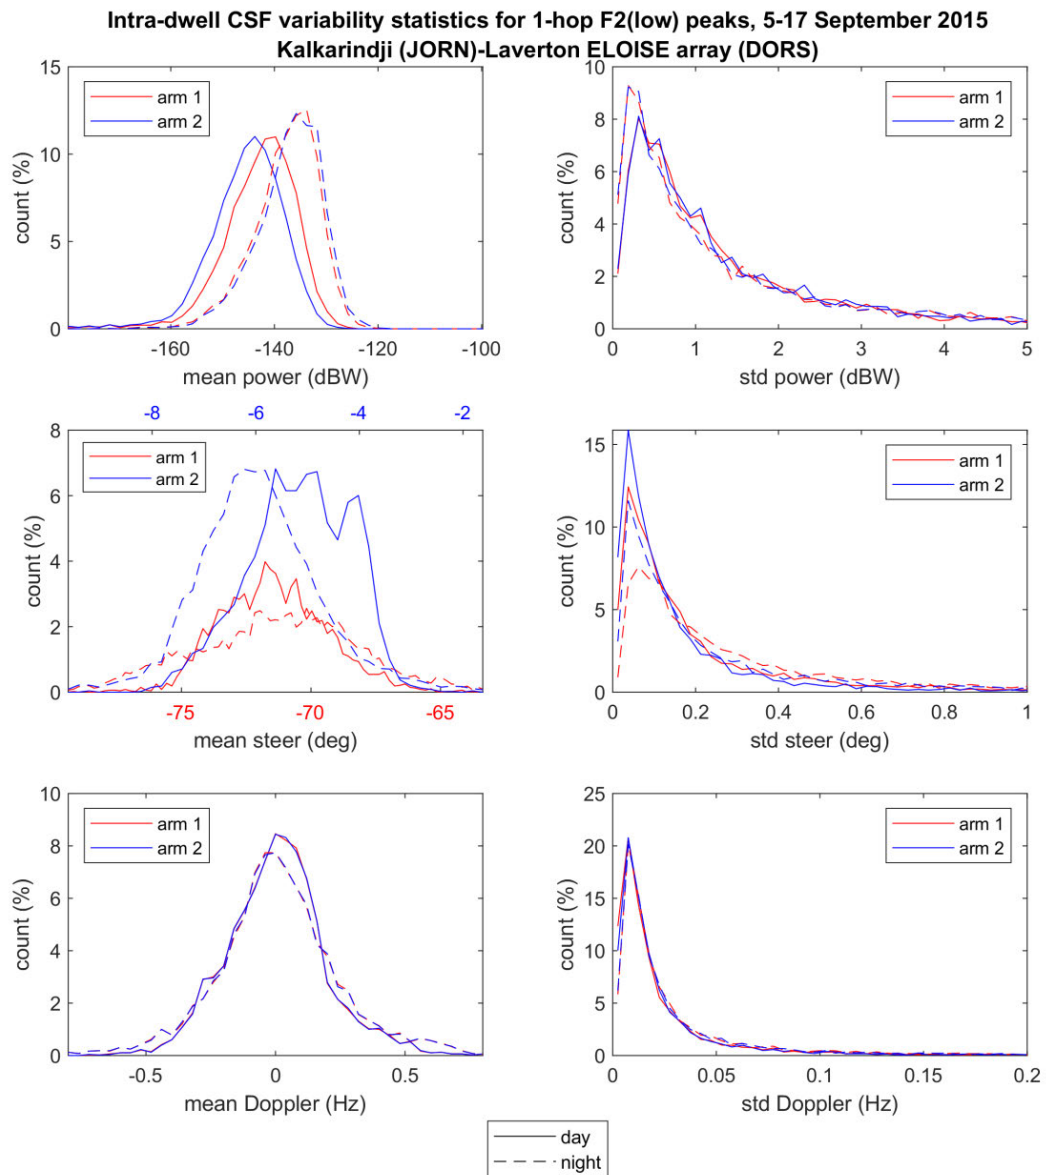 Intra-dwell CSF variability statistics for 1-hop F2(low) peaks, 5-17 September 2015
Kalkarindji (JORN)-Laverton ELOISE array (DORS)
15
10
5
0
count (%)
arm 1
arm 2
-160 -140 -120 -100
mean power (dBW)
10
8
6
4
2
0
count (%)
arm 1
arm 2
0 1 2 3 4 5
std power (dBW)
-8 -6 -4 -2
8
6
4
2
0
count (%)
arm 1
arm 2
-75 -70 -65
mean steer (deg)
15
10
5
0
count (%)
arm 1
arm 2
0 0.2 0.4 0.6 0.8 1
std steer (deg)
10
8
6
4
2
0
count (%)
arm 1
arm 2
-0.5 0 0.5
mean Doppler (Hz)
25
20
15
10
5
0
count (%)
arm 1
arm 2
0 0.05 0.1 0.15 0.2
std Doppler (Hz)
day
night